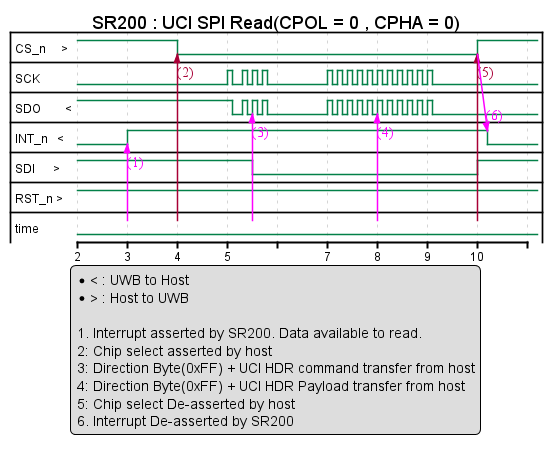 SR200 : UCI SPI Read(CPOL = 0 , CPHA = 0)
CS_n >
(2)
(5)
SCK
SDO <
(6)
(3)
(4)
INT_n <
(1)
SDI >
RST_n >
time
2 3 4 5 6 7 8 9 10
• < : UWB to Host
• > : Host to UWB
1. Interrupt asserted by SR200. Data available to read.
2: Chip select asserted by host
3: Direction Byte(0xFF) + UCI HDR command transfer from host
4: Direction Byte(0xFF) + UCI HDR Payload transfer from host
5: Chip select De-asserted by host
6. Interrupt De-asserted by SR200